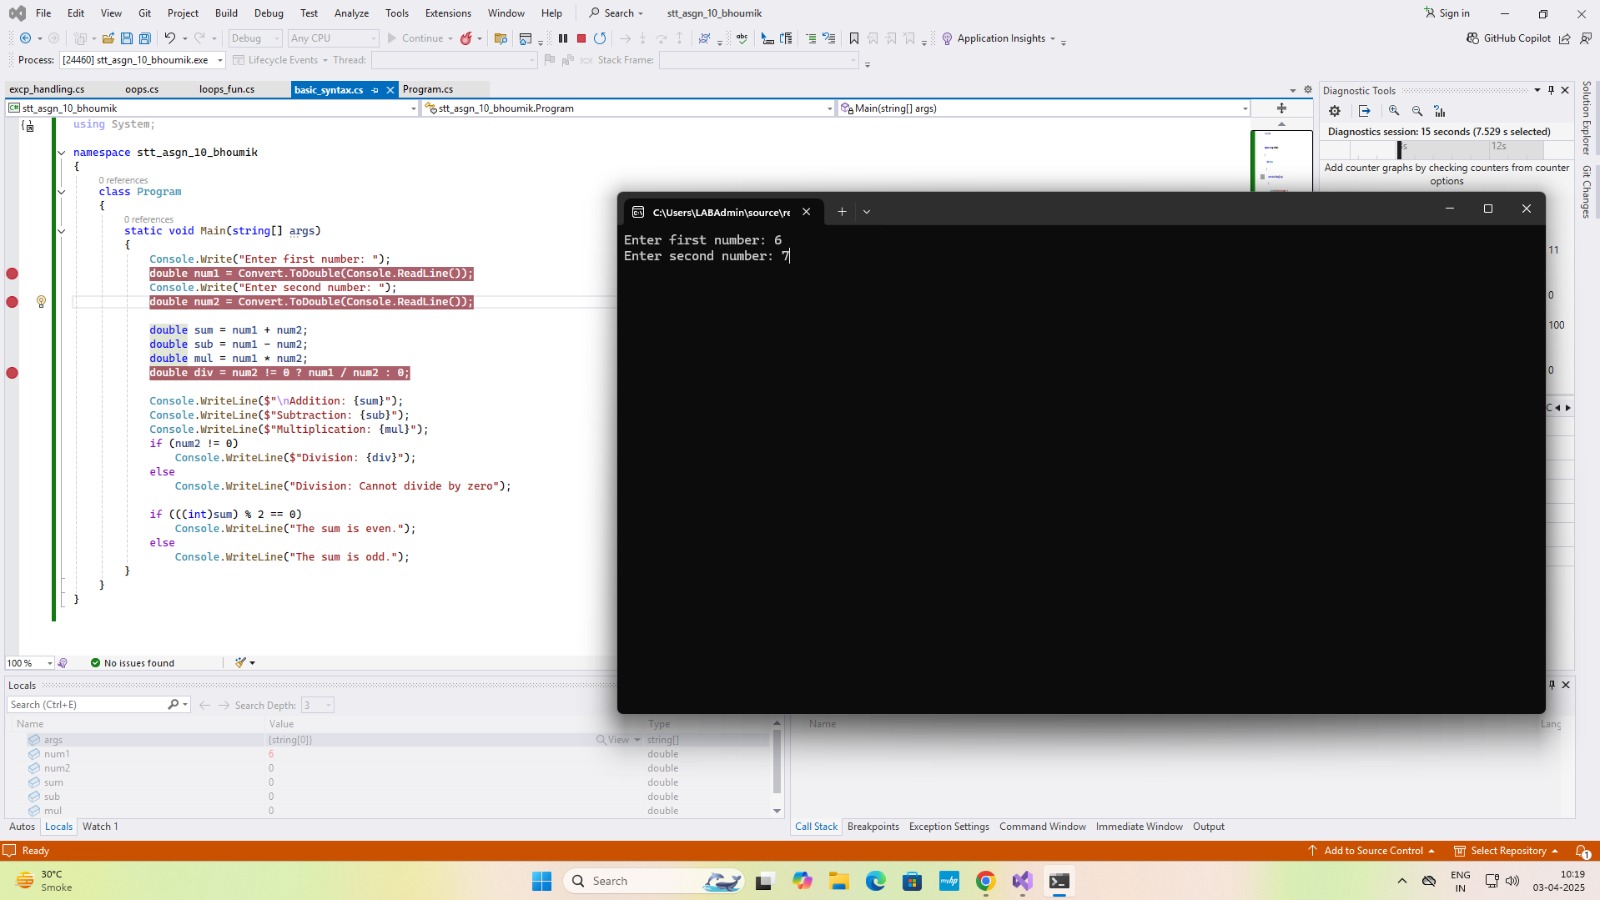 File Edit View Git Project Build Debug Test Analyze Tools Extensions Window Help Search stt_asgn_10_bhoumik Sign in
Debug Any CPU Continue Application Insights GitHub Copilot
Process: [24460] stt_asgn_10_bhoumik.exe Lifecycle Events Thread: Stack Frame:
excp_handling.cs oops.cs loops_fun.cs basic_syntax.cs Program.cs
stt_asgn_10_bhoumik stt_asgn_10_bhoumik.Program Main(string[] args)
using System;
namespace stt_asgn_10_bhoumik
{
0 references
class Program
{
0 references
static void Main(string[] args)
{
Console.Write("Enter first number: ");
double num1 = Convert.ToDouble(Console.ReadLine());
Console.Write("Enter second number: ");
double num2 = Convert.ToDouble(Console.ReadLine());
double sum = num1 + num2;
double sub = num1 - num2;
double mul = num1 * num2;
double div = num2 != 0 ? num1 / num2 : 0;
Console.WriteLine($"\nAddition: {sum}");
Console.WriteLine($"Subtraction: {sub}");
Console.WriteLine($"Multiplication: {mul}");
if (num2 != 0)
Console.WriteLine($"Division: {div}");
else
Console.WriteLine("Division: Cannot divide by zero");
if (((int)sum) % 2 == 0)
Console.WriteLine("The sum is even.");
else
Console.WriteLine("The sum is odd.");
}
}
}
100 % No issues found
C:\Users\LABAdmin\source\re
Enter first number: 6
Enter second number: 7
Diagnostic Tools
Diagnostics session: 15 seconds (7.529 s selected)
12s
Add counter graphs by checking counters from counter
options
11
0
100
0
Solution Explorer
Git Changes
Locals
Search (Ctrl+E) Search Depth: 3
Name Value Type
args {string[0]} View string[]
num1 6 double
num2 0 double
sum 0 double
sub 0 double
mul 0 double
Autos Locals Watch 1
Name Lang
Call Stack Breakpoints Exception Settings Command Window Immediate Window Output
Ready Add to Source Control Select Repository 1
30°C
Smoke
Search
ENG
IN
10:19
03-04-2025